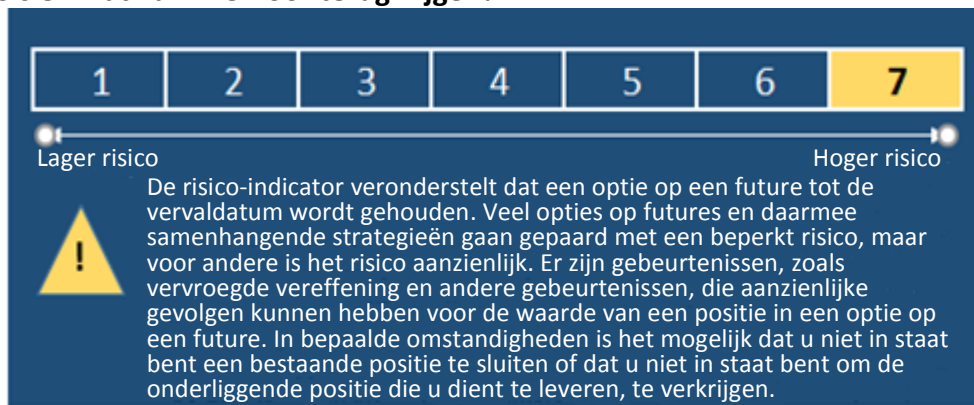 1 2 3 4 5 6 7
Lager risico Hoger risico
De risico-indicator veronderstelt dat een optie op een future tot de
vervaldatum wordt gehouden. Veel opties op futures en daarmee
samenhangende strategieën gaan gepaard met een beperkt risico, maar
voor andere is het risico aanzienlijk. Er zijn gebeurtenissen, zoals
vervroegde vereffening en andere gebeurtenissen, die aanzienlijke
gevolgen kunnen hebben voor de waarde van een positie in een optie op
een future. In bepaalde omstandigheden is het mogelijk dat u niet in staat
bent een bestaande positie te sluiten of dat u niet in staat bent om de
onderliggende positie die u dient te leveren, te verkrijgen.
!